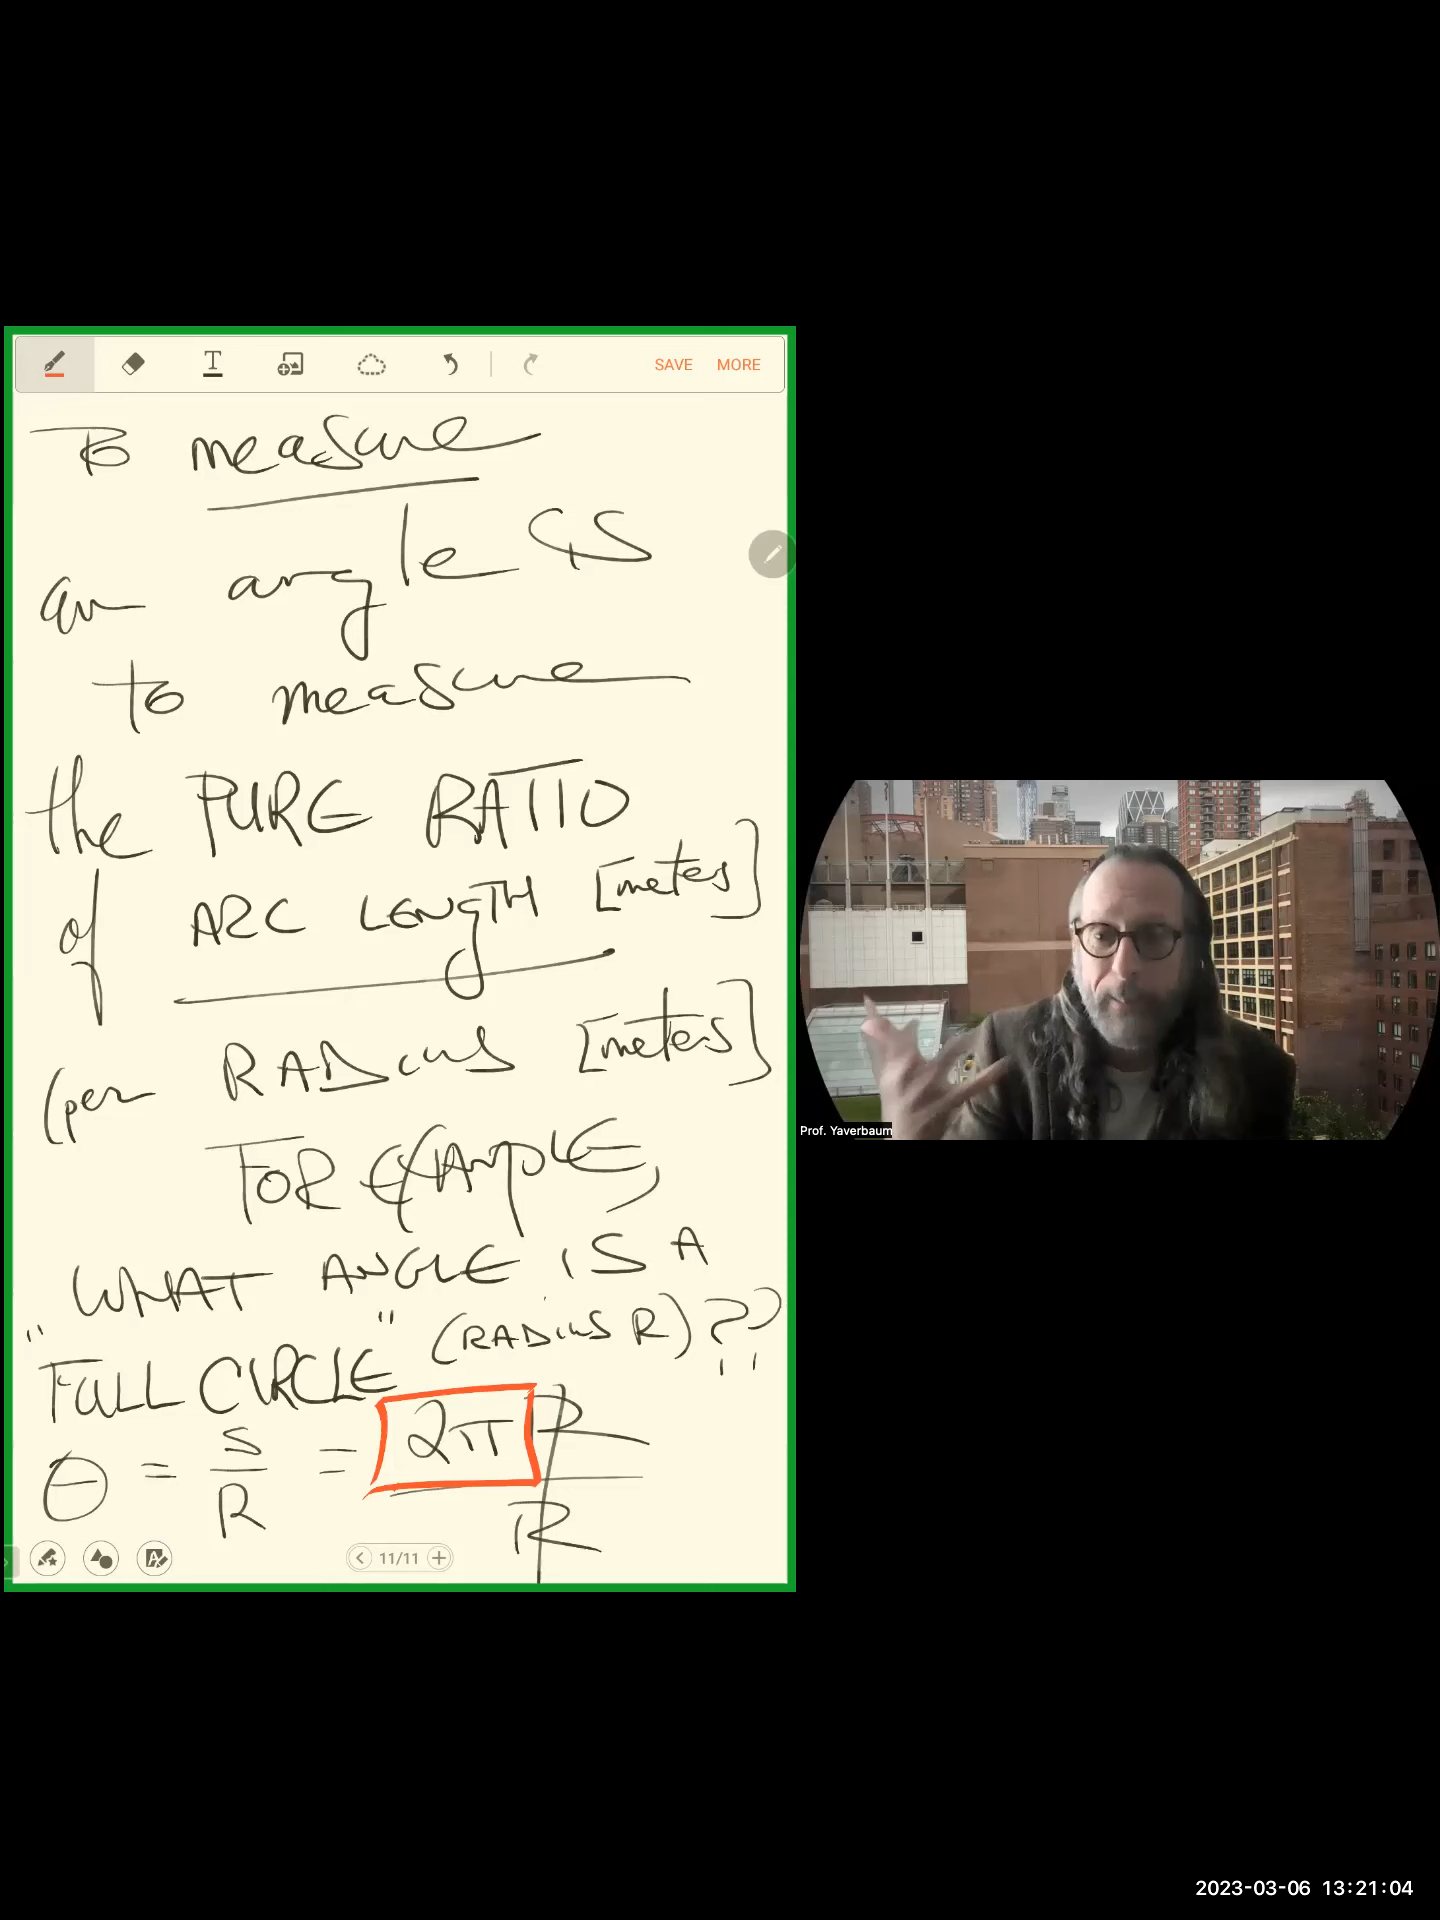 SAVE MORE
To measure
an angle is
to measure
the PURE RATIO
of ARC LENGTH [meters]
(per RADIUS [meters]
FOR EXAMPLE,
"WHAT ANGLE IS A
FULL CIRCLE" (RADIUS R)??"
θ = S/R = 2π R/R
11/11
Prof. Yaverbaum
2023-03-06 13:21:04